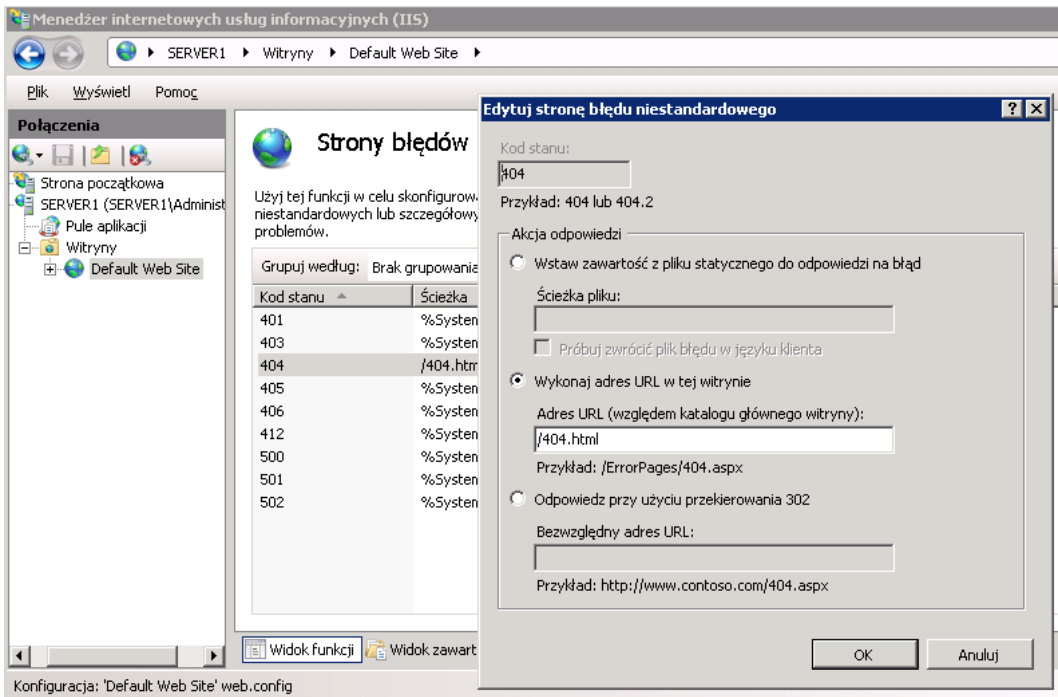 Menedżer internetowych usług informacyjnych (IIS)
SERVER1 Witryny Default Web Site
Plik Wyświetl Pomoc
Połączenia
Strona początkowa
SERVER1 (SERVER1\Administ
Pule aplikacji
Witryny
Default Web Site
Strony błędów
Użyj tej funkcji w celu skonfigurow
niestandardowych lub szczegółowy
problemów.
Grupuj według: Brak grupowania
Kod stanu Ścieżka
401 %System
403 %System
404 /404.htm
405 %System
406 %System
412 %System
500 %System
501 %System
502 %System
Widok funkcji Widok zawart
Konfiguracja: 'Default Web Site' web.config
Edytuj stronę błędu niestandardowego
Kod stanu:
404
Przykład: 404 lub 404.2
Akcja odpowiedzi
Wstaw zawartość z pliku statycznego do odpowiedzi na błąd
Ścieżka pliku:
Próbuj zwrócić plik błędu w języku klienta
Wykonaj adres URL w tej witrynie
Adres URL (względem katalogu głównego witryny):
/404.html
Przykład: /ErrorPages/404.aspx
Odpowiedz przy użyciu przekierowania 302
Bezwzględny adres URL:
Przykład: http://www.contoso.com/404.aspx
OK Anuluj